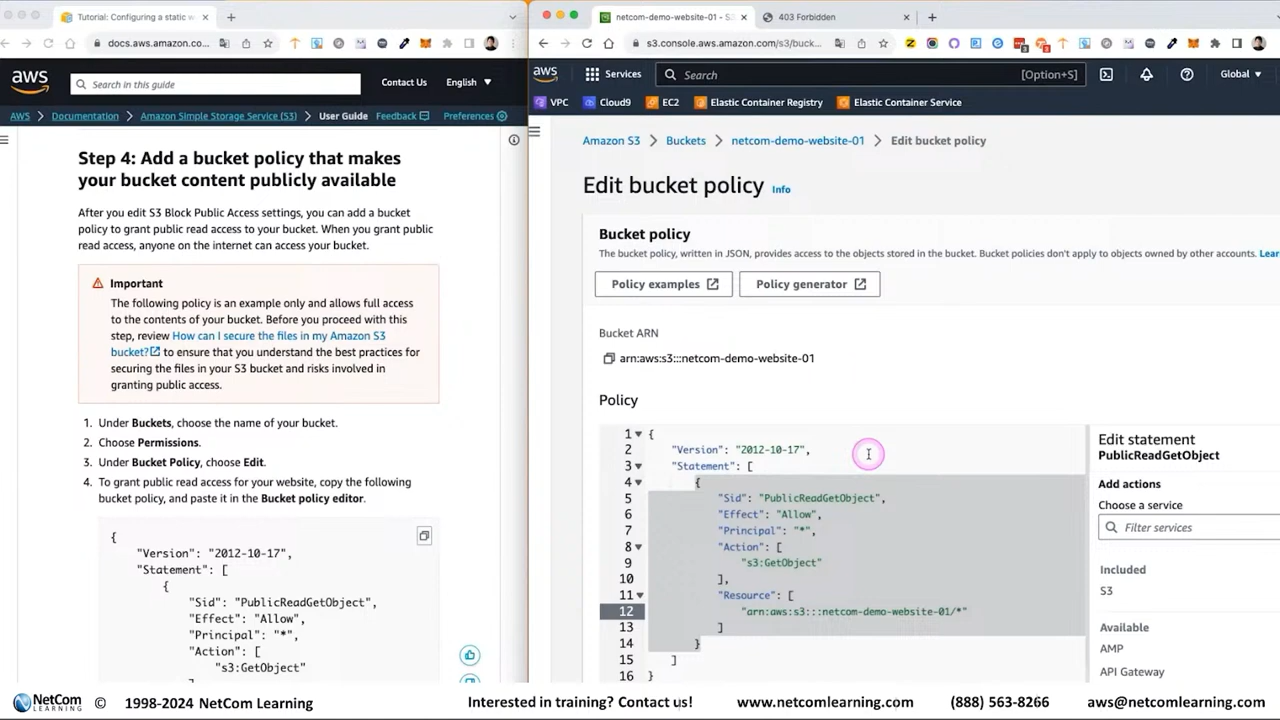 Tutorial: Configuring a static w
docs.aws.amazon.co...
aws
Search in this guide
Contact Us
English
AWS > Documentation > Amazon Simple Storage Service (S3) > User Guide
Feedback
Preferences
Step 4: Add a bucket policy that makes
your bucket content publicly available
After you edit S3 Block Public Access settings, you can add a bucket
policy to grant public read access to your bucket. When you grant public
read access, anyone on the internet can access your bucket.
Important
The following policy is an example only and allows full access
to the contents of your bucket. Before you proceed with this
step, review How can I secure the files in my Amazon S3
bucket? to ensure that you understand the best practices for
securing the files in your S3 bucket and risks involved in
granting public access.
1. Under Buckets, choose the name of your bucket.
2. Choose Permissions.
3. Under Bucket Policy, choose Edit.
4. To grant public read access for your website, copy the following
bucket policy, and paste it in the Bucket policy editor.
{
"Version": "2012-10-17",
"Statement": [
{
"Sid": "PublicReadGetObject",
"Effect": "Allow",
"Principal": "*",
"Action": [
"s3:GetObject"
netcom-demo-website-01 - S3
403 Forbidden
s3.console.aws.amazon.com/s3/buck...
aws
Services
Search
[Option+S]
Global
VPC
Cloud9
EC2
Elastic Container Registry
Elastic Container Service
Amazon S3 > Buckets > netcom-demo-website-01 > Edit bucket policy
Edit bucket policy Info
Bucket policy
The bucket policy, written in JSON, provides access to the objects stored in the bucket. Bucket policies don't apply to objects owned by other accounts. Lear
Policy examples
Policy generator
Bucket ARN
arn:aws:s3:::netcom-demo-website-01
Policy
1 {
2 "Version": "2012-10-17",
3 "Statement": [
4 {
5 "Sid": "PublicReadGetObject",
6 "Effect": "Allow",
7 "Principal": "*",
8 "Action": [
9 "s3:GetObject"
10 ],
11 "Resource": [
12 "arn:aws:s3:::netcom-demo-website-01/*"
13 ]
14 }
15 ]
16 }
Edit statement
PublicReadGetObject
Add actions
Choose a service
Filter services
Included
S3
Available
AMP
API Gateway
NetCom
LEARNING
© 1998-2024 NetCom Learning
Interested in training? Contact us!
www.netcomlearning.com
(888) 563-8266
aws@netcomlearning.com